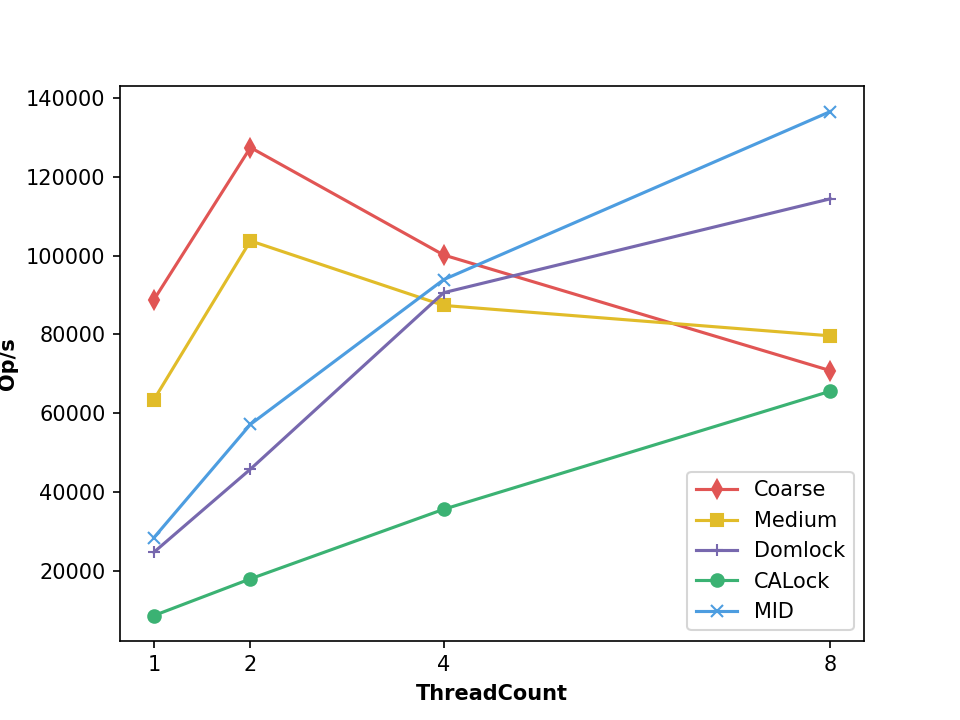 140000
120000
100000
80000
60000
40000
20000
Op/s
1 2 4 8
ThreadCount
Coarse
Medium
Domlock
CALock
MID